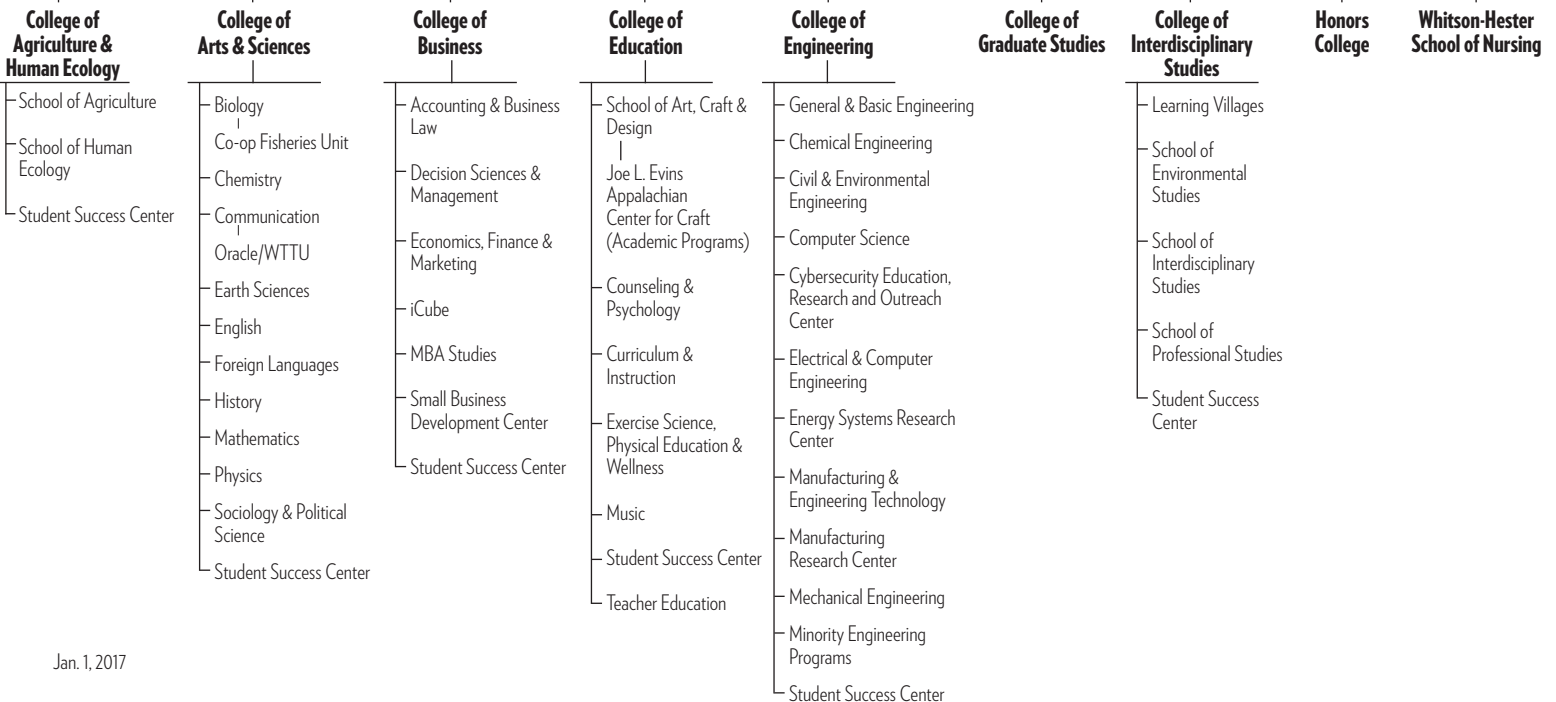 College of
Agriculture &
Human Ecology
School of Agriculture
School of Human
Ecology
Student Success Center
College of
Arts & Sciences
Biology
Co-op Fisheries Unit
Chemistry
Communication
Oracle/WTTU
Earth Sciences
English
Foreign Languages
History
Mathematics
Physics
Sociology & Political
Science
Student Success Center
College of
Business
Accounting & Business
Law
Decision Sciences &
Management
Economics, Finance &
Marketing
iCube
MBA Studies
Small Business
Development Center
Student Success Center
College of
Education
School of Art, Craft &
Design
Joe L. Evins
Appalachian
Center for Craft
(Academic Programs)
Counseling &
Psychology
Curriculum &
Instruction
Exercise Science,
Physical Education &
Wellness
Music
Student Success Center
Teacher Education
College of
Engineering
General & Basic Engineering
Chemical Engineering
Civil & Environmental
Engineering
Computer Science
Cybersecurity Education,
Research and Outreach
Center
Electrical & Computer
Engineering
Energy Systems Research
Center
Manufacturing &
Engineering Technology
Manufacturing
Research Center
Mechanical Engineering
Minority Engineering
Programs
Student Success Center
College of
Graduate Studies
College of
Interdisciplinary
Studies
Learning Villages
School of
Environmental
Studies
School of
Interdisciplinary
Studies
School of
Professional Studies
Student Success
Center
Honors
College
Whitson-Hester
School of Nursing
Jan. 1, 2017